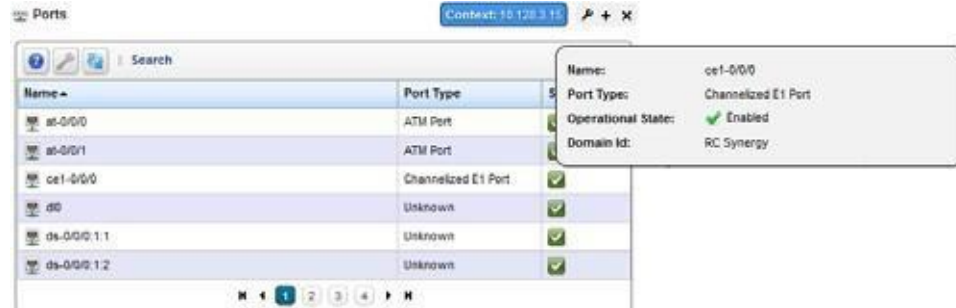 Ports
Context: 10.128.3.15
Search
Name
Port Type
S
at-0/0/0
ATM Port
at-0/0/1
ATM Port
ce1-0/0/0
Channelized E1 Port
dl0
Unknown
ds-0/0/0:1:1
Unknown
ds-0/0/0:1:2
Unknown
1 2 3 4
Name: ce1-0/0/0
Port Type: Channelized E1 Port
Operational State: Enabled
Domain Id: RC Synergy